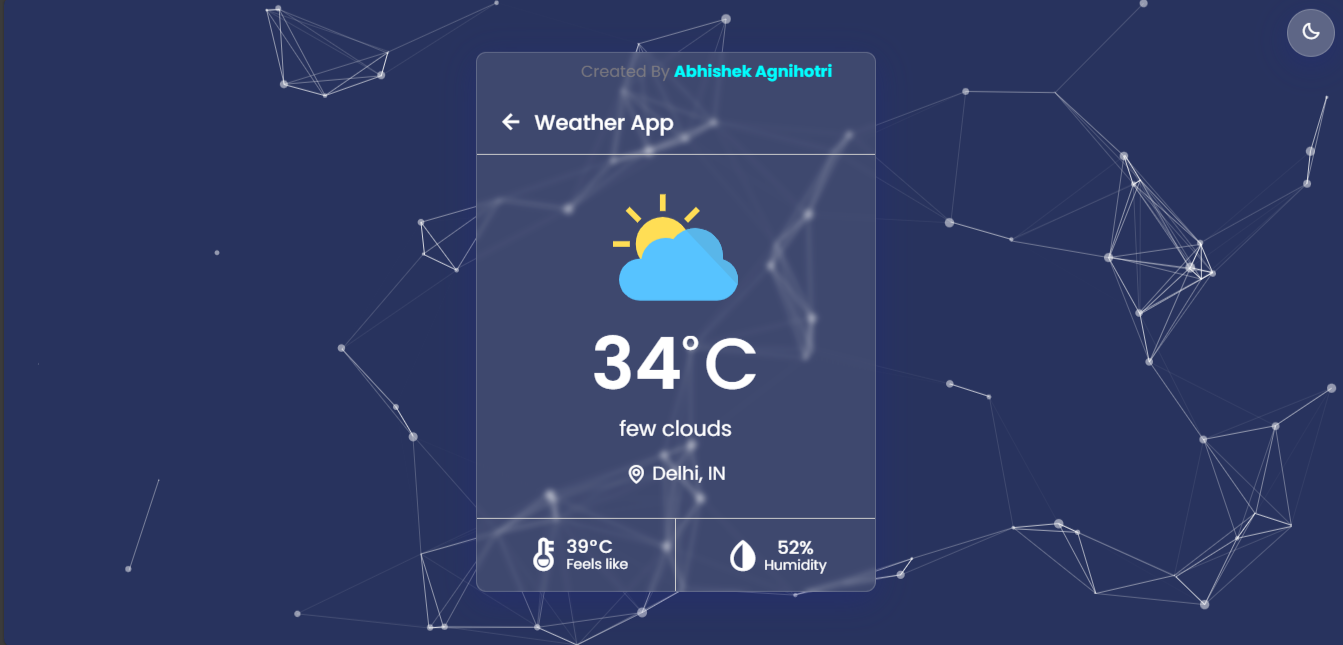 Created By Abhishek Agnihotri
Weather App
34°C
few clouds
Delhi, IN
39°C
Feels like
52%
Humidity